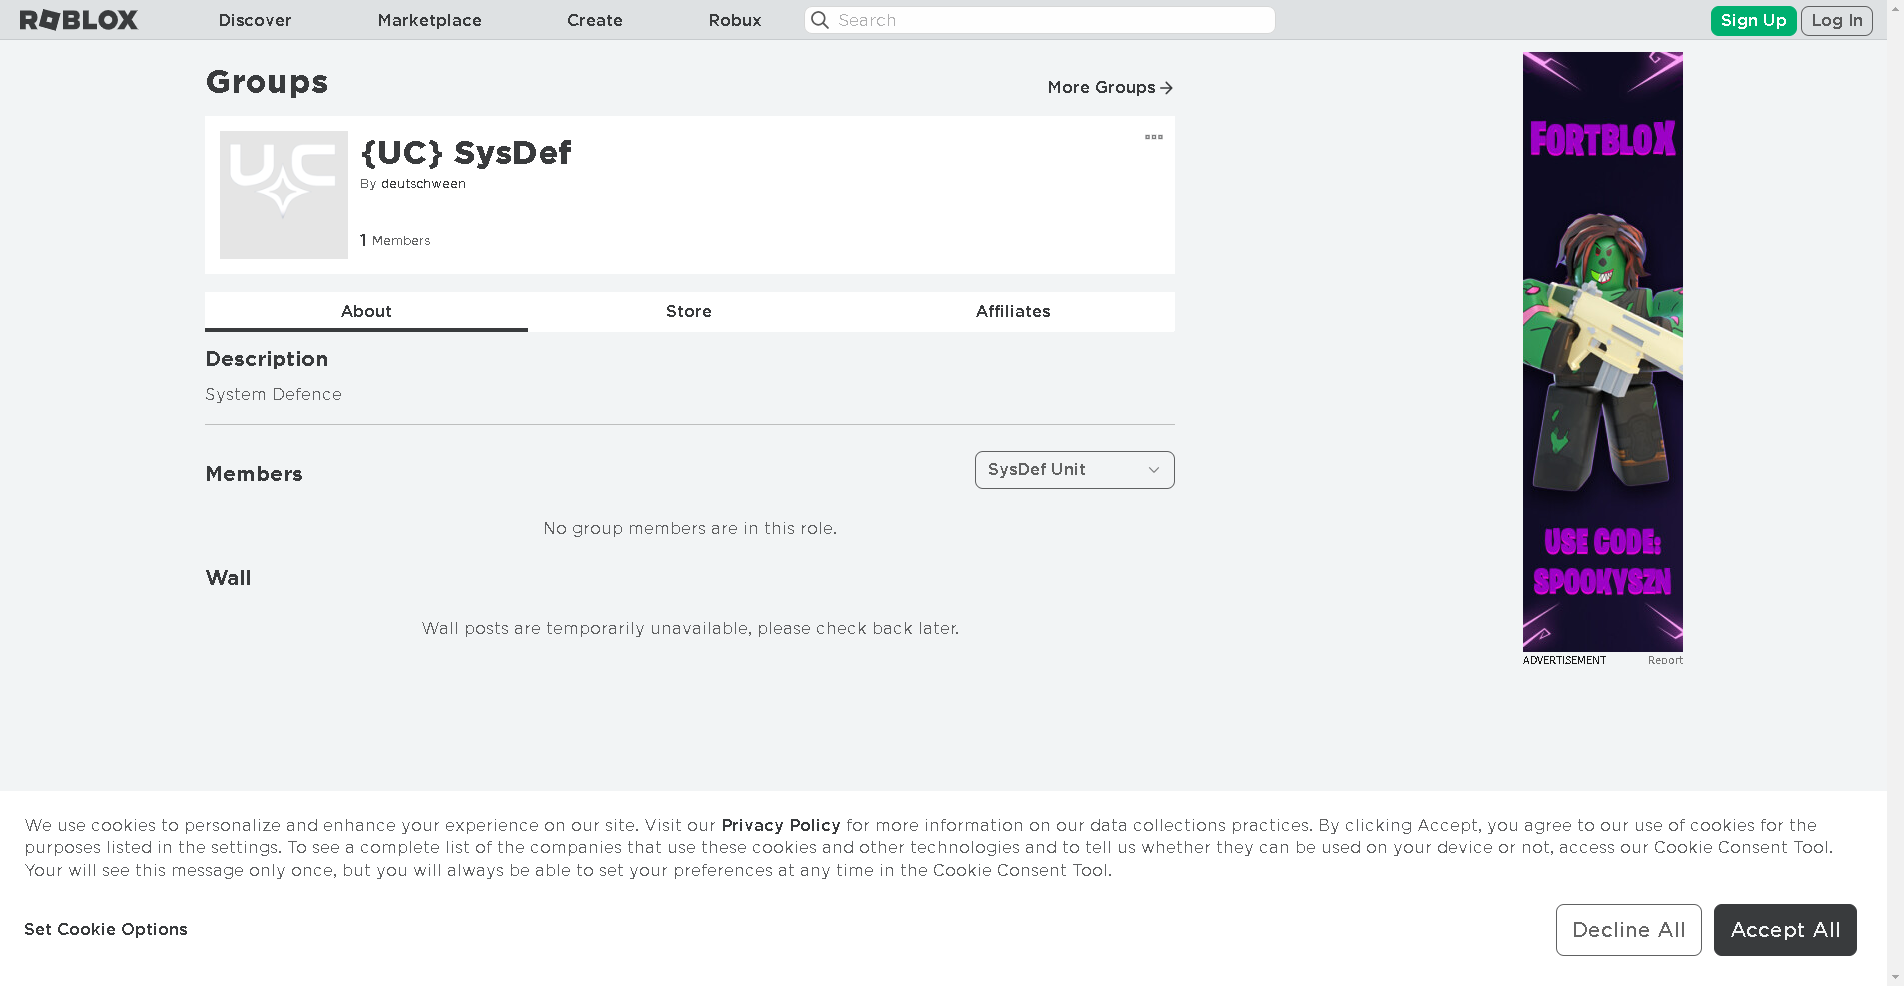 ROBLOX Discover Marketplace Create Robux Search Sign Up Log In
Groups
More Groups
UC
{UC} SysDef
By deutschween
1 Members
About Store Affiliates
Description
System Defence
Members
SysDef Unit
No group members are in this role.
Wall
Wall posts are temporarily unavailable, please check back later.
FORTBLOX
USE CODE:
SPOOKYSZN
ADVERTISEMENT Report
We use cookies to personalize and enhance your experience on our site. Visit our Privacy Policy for more information on our data collections practices. By clicking Accept, you agree to our use of cookies for the
purposes listed in the settings. To see a complete list of the companies that use these cookies and other technologies and to tell us whether they can be used on your device or not, access our Cookie Consent Tool.
Your will see this message only once, but you will always be able to set your preferences at any time in the Cookie Consent Tool.
Set Cookie Options
Decline All Accept All